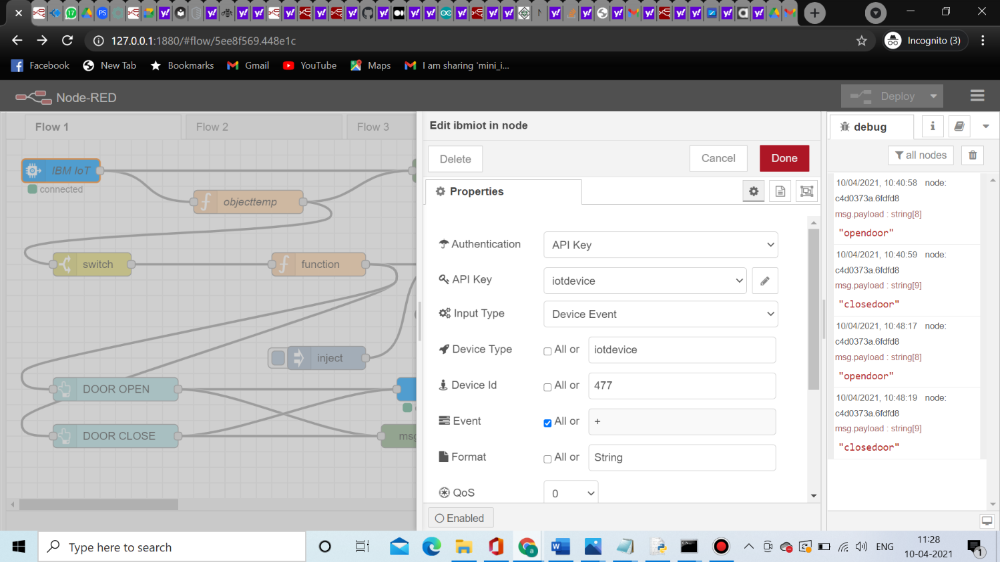 127.0.0.1:1880/#flow/5ee8f569.448e1c
Incognito (3)
Facebook
New Tab
Bookmarks
Gmail
YouTube
Maps
I am sharing 'mini_i...
Node-RED
Deploy
Flow 1
Flow 2
Flow 3
IBM IoT
connected
objecttemp
switch
function
inject
DOOR OPEN
DOOR CLOSE
msg
Edit ibmiot in node
Delete
Cancel
Done
Properties
Authentication
API Key
API Key
iotdevice
Input Type
Device Event
Device Type
All or
iotdevice
Device Id
All or
477
Event
All or
+
Format
All or
String
QoS
0
Enabled
debug
all nodes
10/04/2021, 10:40:58 node:
c4d0373a.6fdfd8
msg.payload : string[8]
"opendoor"
10/04/2021, 10:40:59 node:
c4d0373a.6fdfd8
msg.payload : string[9]
"closedoor"
10/04/2021, 10:48:17 node:
c4d0373a.6fdfd8
msg.payload : string[8]
"opendoor"
10/04/2021, 10:48:19 node:
c4d0373a.6fdfd8
msg.payload : string[9]
"closedoor"
Type here to search
ENG
11:28
10-04-2021
1